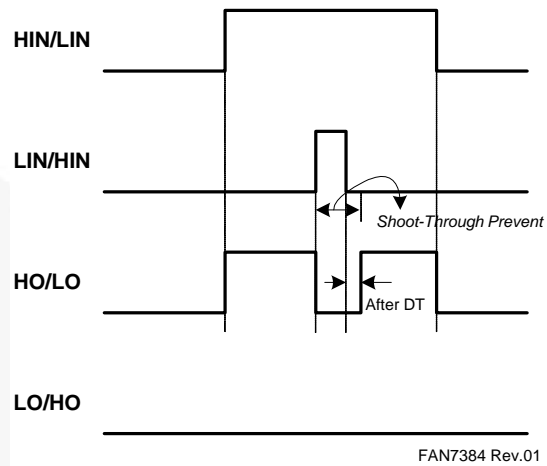 HIN/LIN
LIN/HIN
Shoot-Through Prevent
HO/LO
After DT
LO/HO
FAN7384 Rev.01